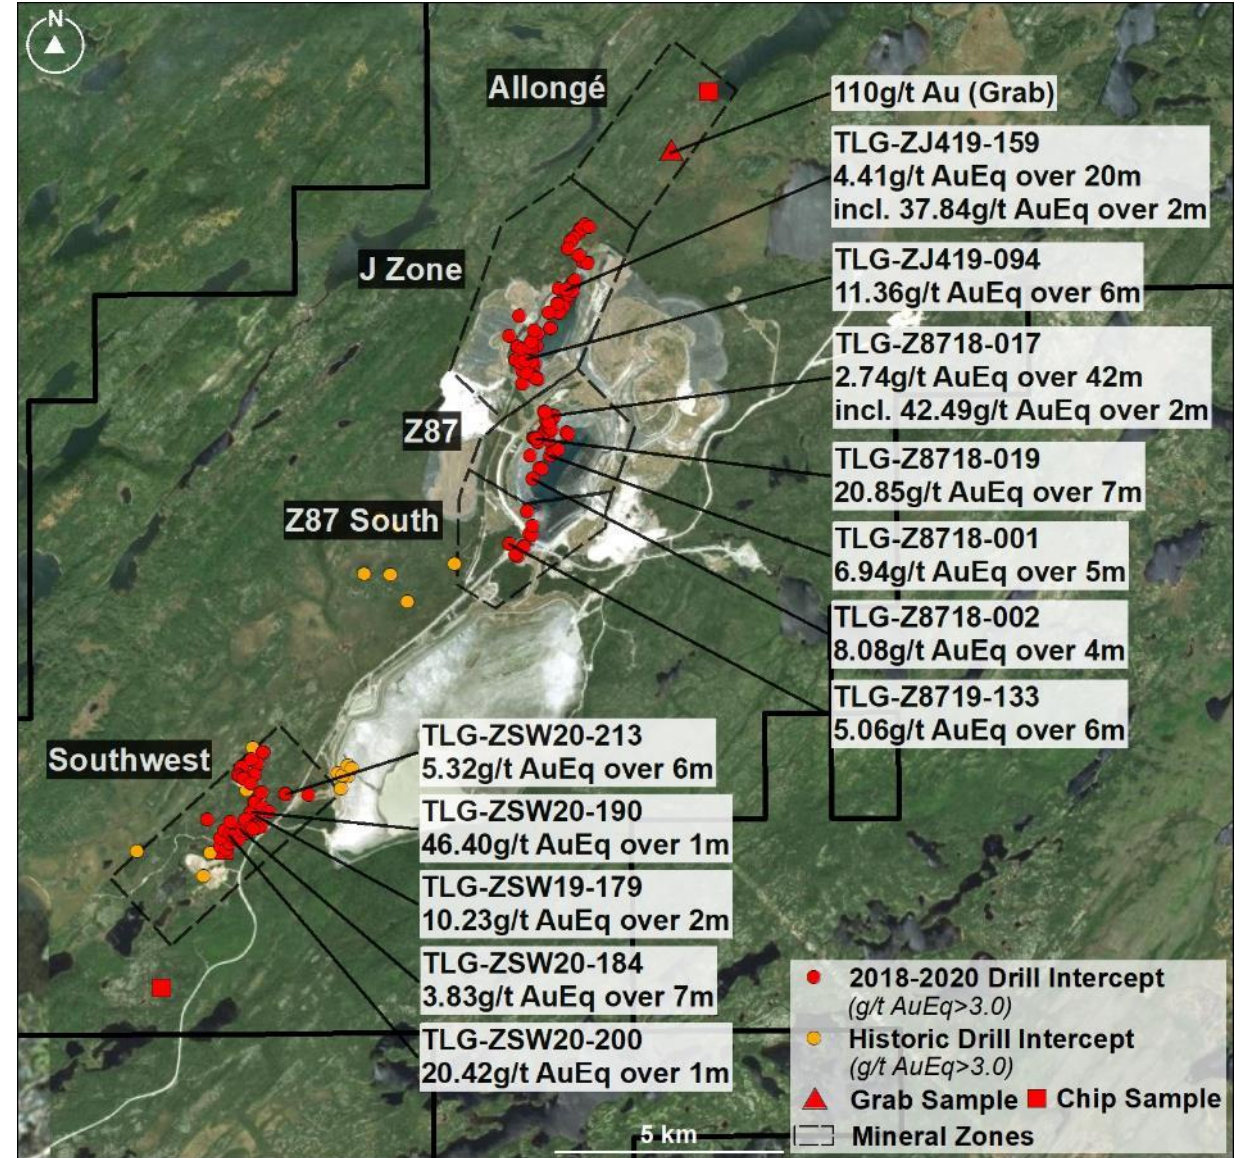 N
Allongé
110g/t Au (Grab)
TLG-ZJ419-159
4.41g/t AuEq over 20m
incl. 37.84g/t AuEq over 2m
J Zone
TLG-ZJ419-094
11.36g/t AuEq over 6m
TLG-Z8718-017
2.74g/t AuEq over 42m
incl. 42.49g/t AuEq over 2m
Z87
TLG-Z8718-019
20.85g/t AuEq over 7m
Z87 South
TLG-Z8718-001
6.94g/t AuEq over 5m
TLG-Z8718-002
8.08g/t AuEq over 4m
TLG-Z8719-133
5.06g/t AuEq over 6m
Southwest
TLG-ZSW20-213
5.32g/t AuEq over 6m
TLG-ZSW20-190
46.40g/t AuEq over 1m
TLG-ZSW19-179
10.23g/t AuEq over 2m
TLG-ZSW20-184
3.83g/t AuEq over 7m
TLG-ZSW20-200
20.42g/t AuEq over 1m
2018-2020 Drill Intercept
(g/t AuEq>3.0)
Historic Drill Intercept
(g/t AuEq>3.0)
Grab Sample Chip Sample
Mineral Zones
5 km